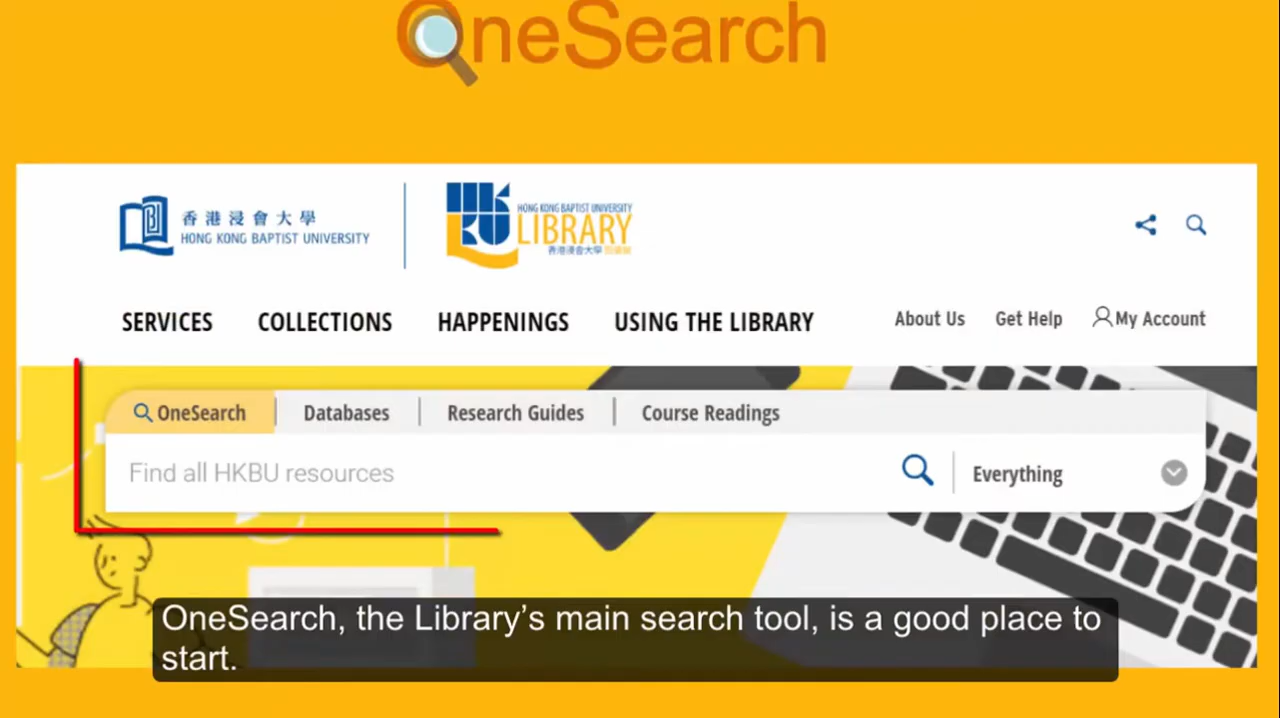 OneSearch
香港浸會大學
HONG KONG BAPTIST UNIVERSITY
HKBU
HONG KONG BAPTIST UNIVERSITY
LIBRARY
香港浸會大學圖書館
SERVICES COLLECTIONS HAPPENINGS USING THE LIBRARY About Us Get Help My Account
OneSearch Databases Research Guides Course Readings
Find all HKBU resources Everything
OneSearch, the Library’s main search tool, is a good place to
start.